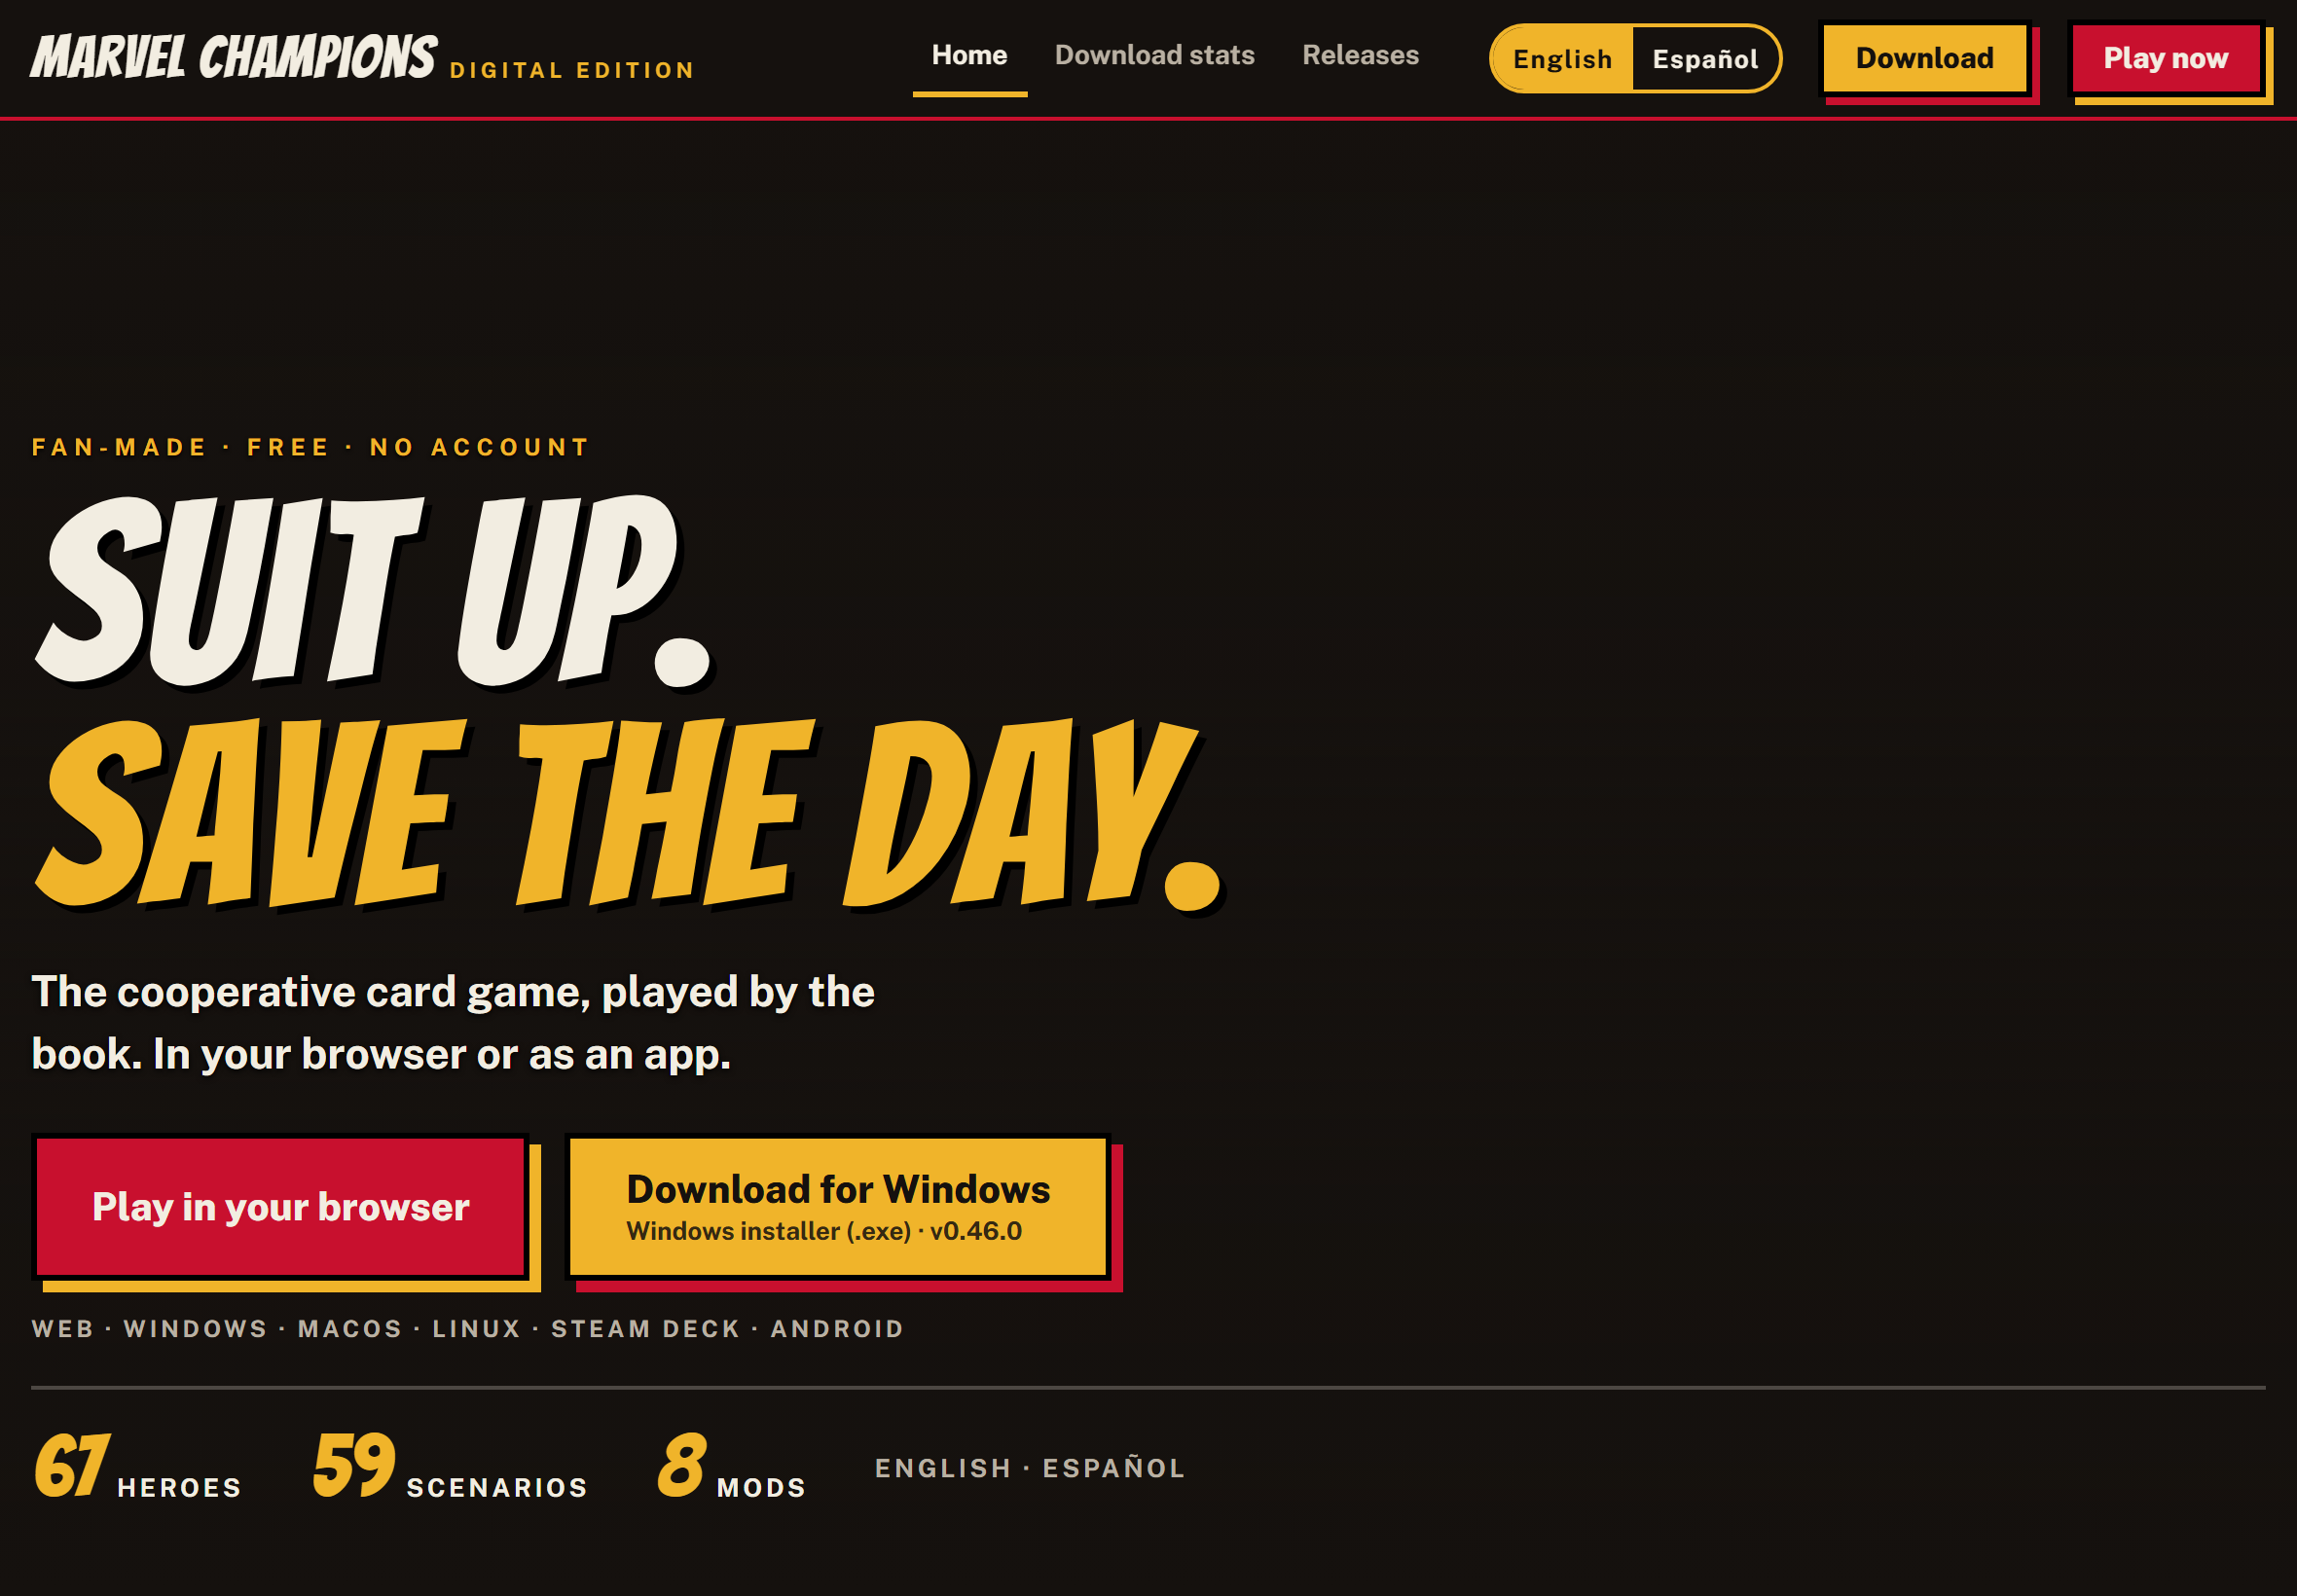 MARVEL CHAMPIONS DIGITAL EDITION
Home Download stats Releases English Español Download Play now
FAN-MADE · FREE · NO ACCOUNT
SUIT UP.
SAVE THE DAY.
The cooperative card game, played by the
book. In your browser or as an app.
Play in your browser
Download for Windows
Windows installer (.exe) · v0.46.0
WEB · WINDOWS · MACOS · LINUX · STEAM DECK · ANDROID
67 HEROES 59 SCENARIOS 8 MODS ENGLISH · ESPAÑOL